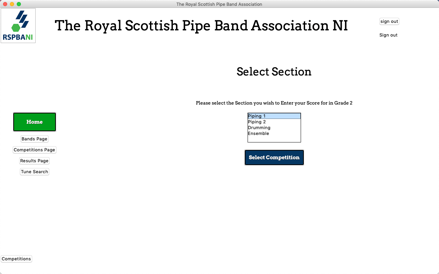 The Royal Scottish Pipe Band Association
RSPBANI
The Royal Scottish Pipe Band Association NI
sign out
Sign out
Select Section
Please select the Section you wish to Enter your Score for in Grade 2
Home
Piping 1
Piping 2
Drumming
Ensemble
Bands Page
Competitions Page
Results Page
Tune Search
Select Competition
Competitions